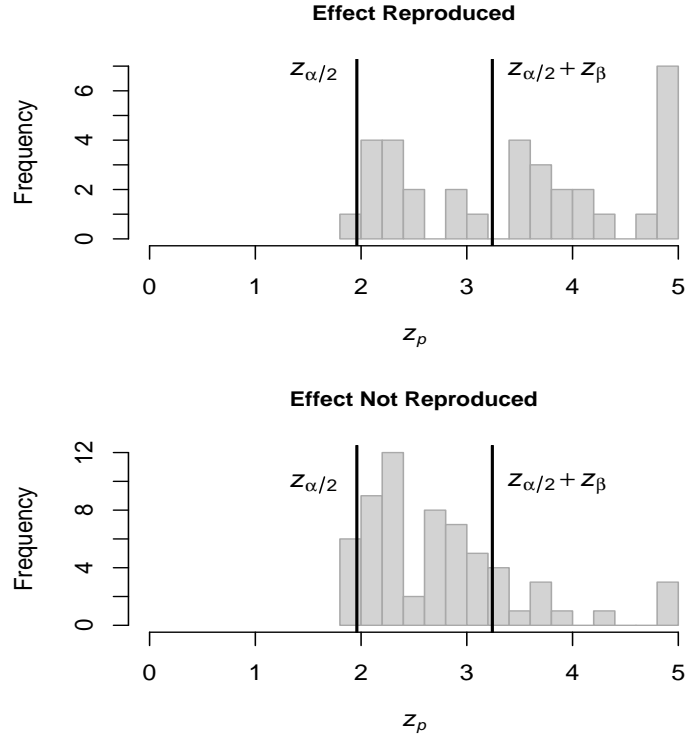 Effect Reproduced
zα/2
zα/2 + zβ
Frequency
6
4
2
0
0 1 2 3 4 5
zp
Effect Not Reproduced
zα/2
zα/2 + zβ
Frequency
12
8
4
0
0 1 2 3 4 5
zp